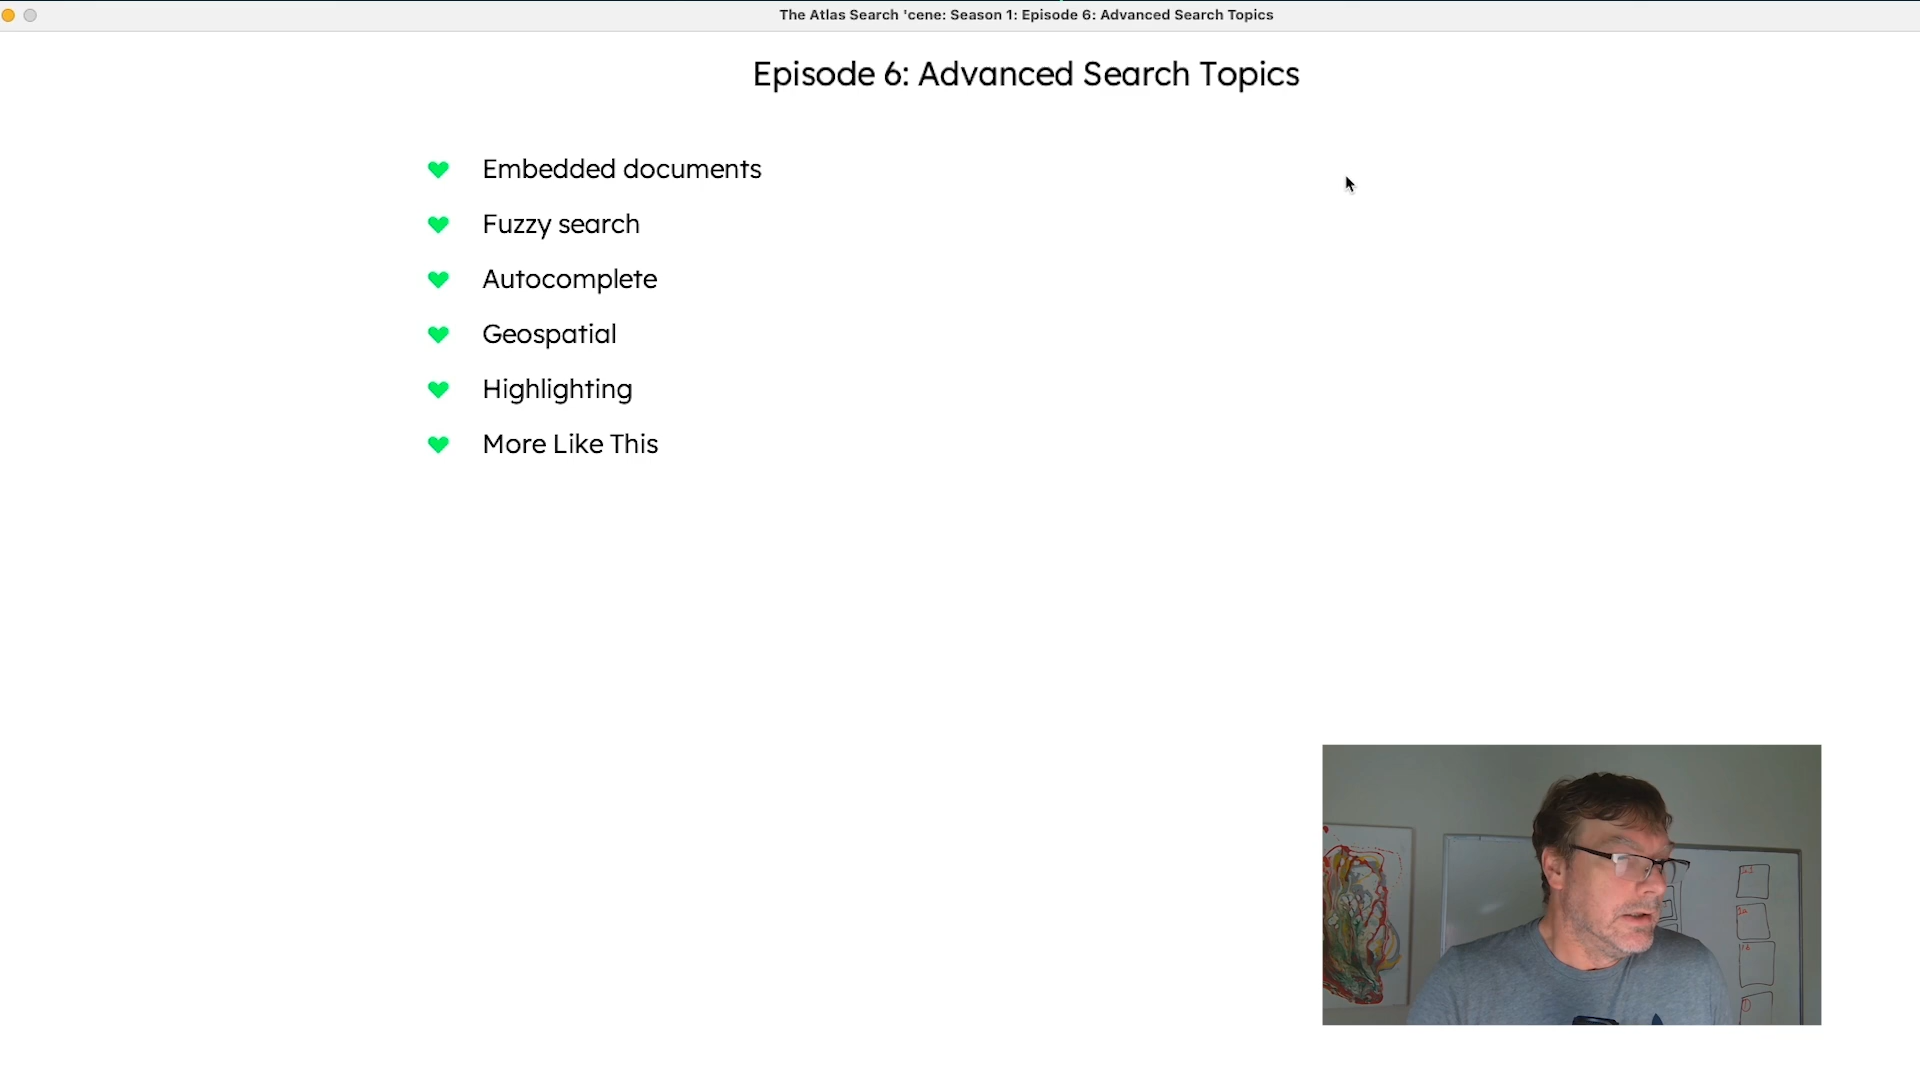 The Atlas Search 'cene: Season 1: Episode 6: Advanced Search Topics
Episode 6: Advanced Search Topics
Embedded documents
Fuzzy search
Autocomplete
Geospatial
Highlighting
More Like This